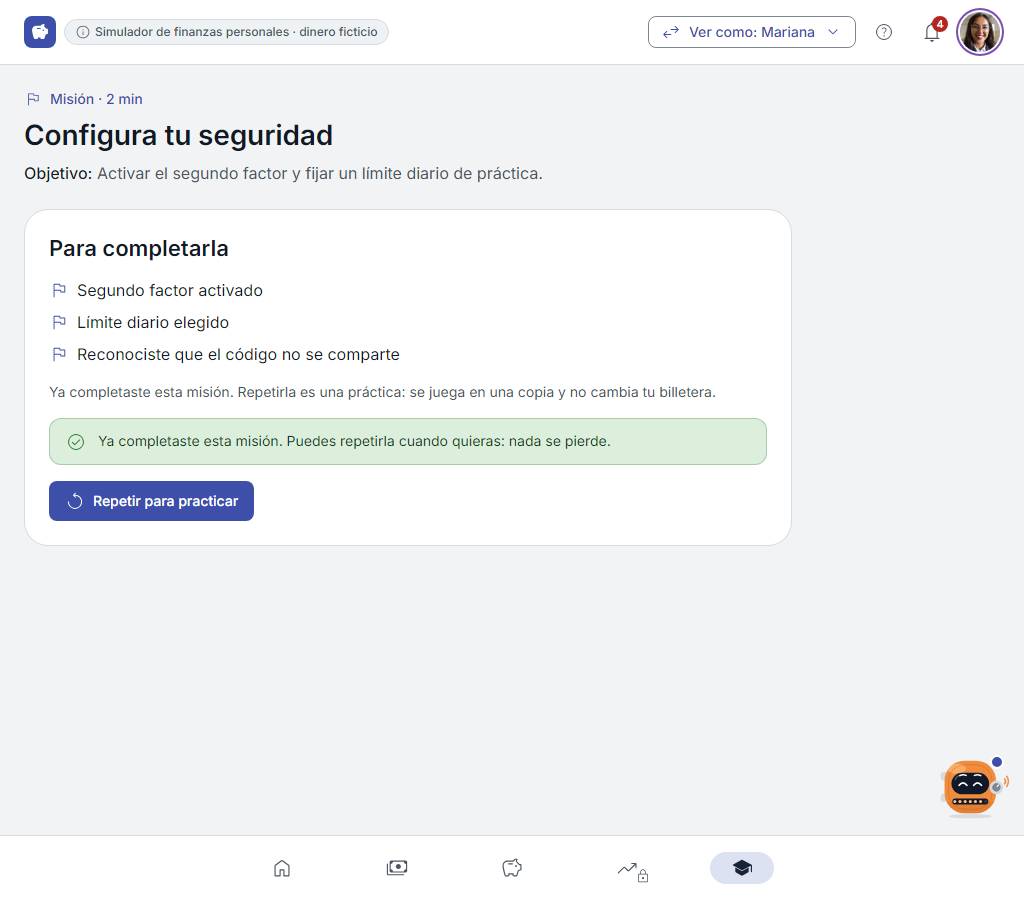 Simulador de finanzas personales · dinero ficticio
Ver como: Mariana
4
Misión · 2 min
Configura tu seguridad
Objetivo: Activar el segundo factor y fijar un límite diario de práctica.
Para completarla
Segundo factor activado
Límite diario elegido
Reconociste que el código no se comparte
Ya completaste esta misión. Repetirla es una práctica: se juega en una copia y no cambia tu billetera.
Ya completaste esta misión. Puedes repetirla cuando quieras: nada se pierde.
Repetir para practicar